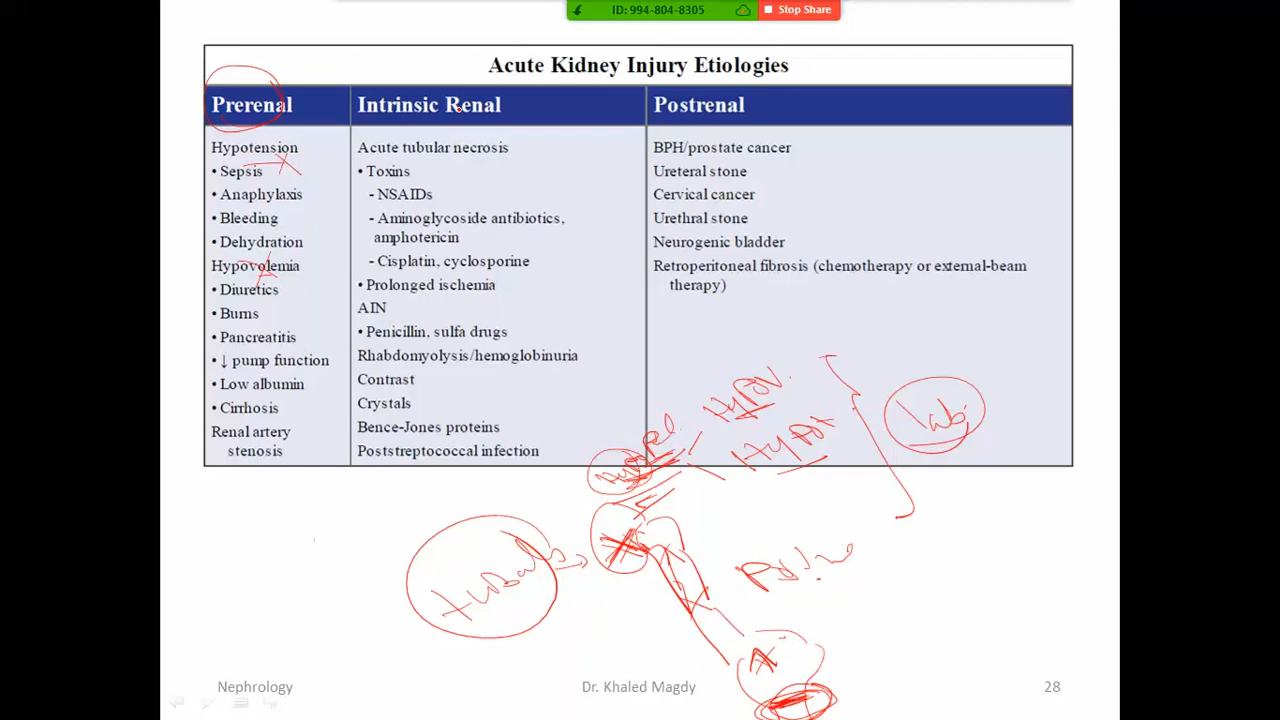 ID: 994-804-8305
Stop Share
Acute Kidney Injury Etiologies
Prerenal
Hypotension
• Sepsis
• Anaphylaxis
• Bleeding
• Dehydration
Hypovolemia
• Diuretics
• Burns
• Pancreatitis
• ↓ pump function
• Low albumin
• Cirrhosis
Renal artery
stenosis
Intrinsic Renal
Acute tubular necrosis
• Toxins
- NSAIDs
- Aminoglycoside antibiotics,
amphotericin
- Cisplatin, cyclosporine
• Prolonged ischemia
AIN
• Penicillin, sulfa drugs
Rhabdomyolysis/hemoglobinuria
Contrast
Crystals
Bence-Jones proteins
Poststreptococcal infection
Postrenal
BPH/prostate cancer
Ureteral stone
Cervical cancer
Urethral stone
Neurogenic bladder
Retroperitoneal fibrosis (chemotherapy or external-beam
therapy)
Nephrology
Dr. Khaled Magdy
28